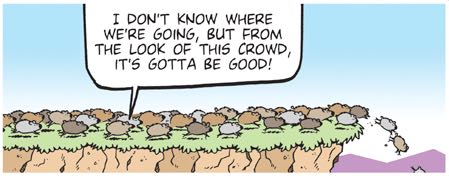 I DON'T KNOW WHERE
WE'RE GOING, BUT FROM
THE LOOK OF THIS CROWD,
IT'S GOTTA BE GOOD!